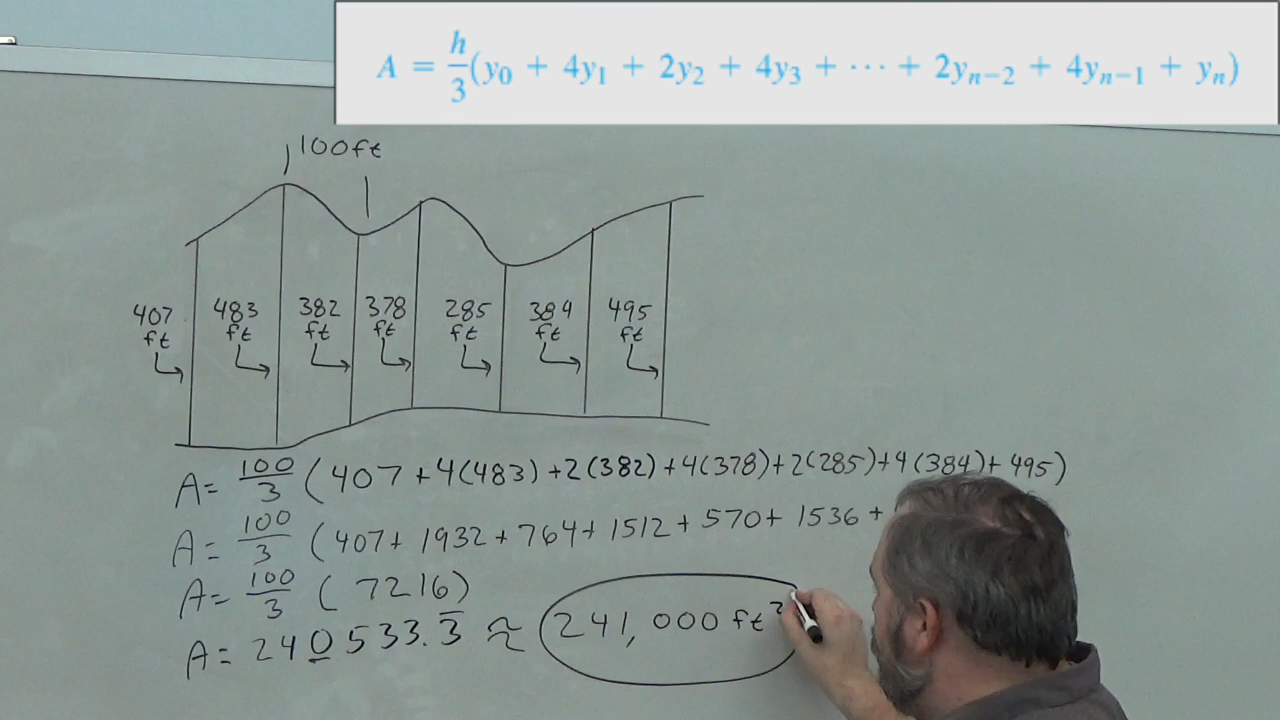 A = h/3 (y₀ + 4y₁ + 2y₂ + 4y₃ + ··· + 2yₙ₋₂ + 4yₙ₋₁ + yₙ)
100ft
407 ft
483 ft
382 ft
378 ft
285 ft
384 ft
495 ft
A= 100/3 (407+4(483)+2(382)+4(378)+2(285)+4(384)+495)
A= 100/3 (407+1932+764+1512+570+1536+
A= 100/3 (7216)
A= 240533.3̅ ≈ 241,000 ft²